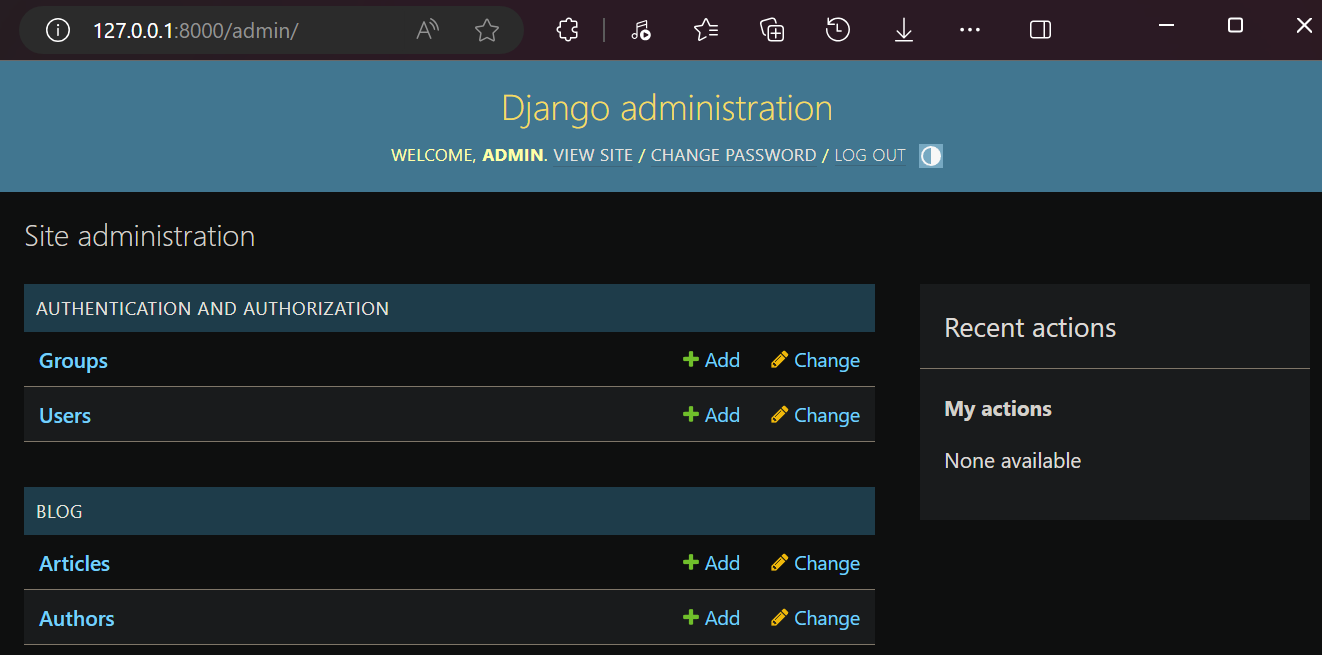 127.0.0.1:8000/admin/
Django administration
WELCOME, ADMIN. VIEW SITE / CHANGE PASSWORD / LOG OUT
Site administration
AUTHENTICATION AND AUTHORIZATION
Groups Add Change
Users Add Change
BLOG
Articles Add Change
Authors Add Change
Recent actions
My actions
None available